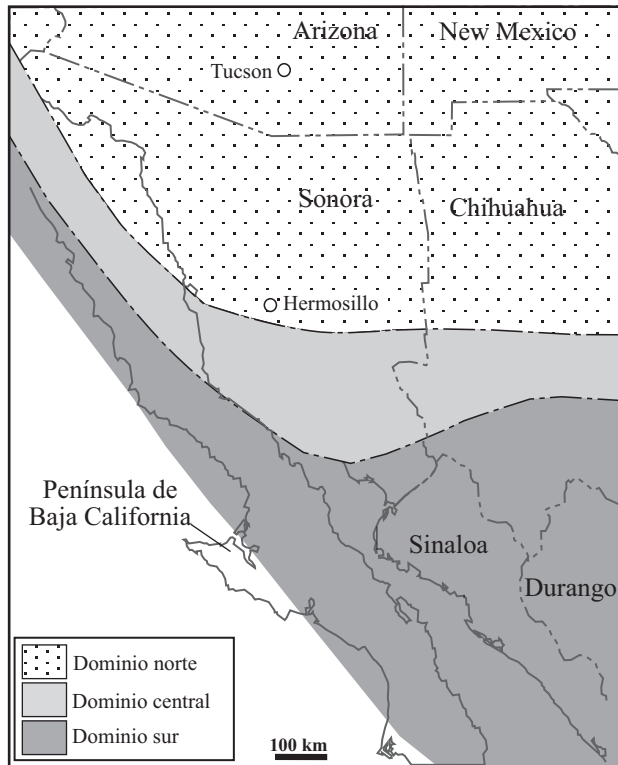 Arizona
New Mexico
Tucson
Sonora
Chihuahua
Hermosillo
Península de
Baja California
Sinaloa
Durango
Dominio norte
Dominio central
Dominio sur
100 km